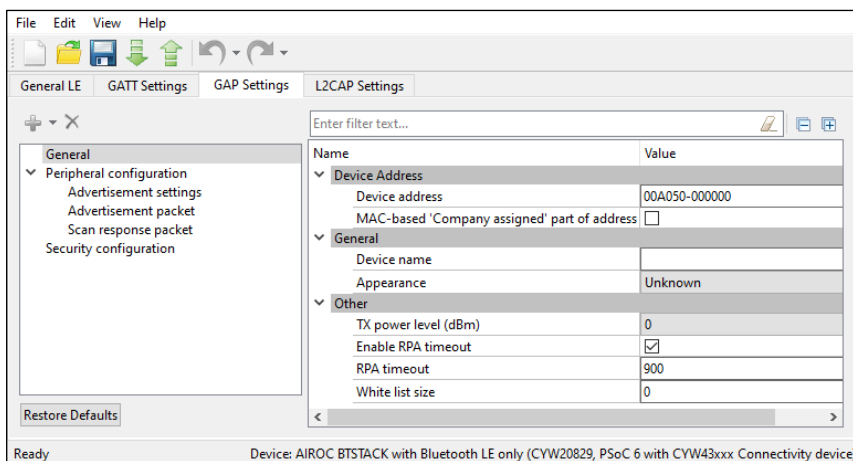 File Edit View Help
General LE GATT Settings GAP Settings L2CAP Settings
Enter filter text...
General
Peripheral configuration
Advertisement settings
Advertisement packet
Scan response packet
Security configuration
Restore Defaults
Name Value
Device Address
Device address 00A050-000000
MAC-based 'Company assigned' part of address
General
Device name
Appearance Unknown
Other
TX power level (dBm) 0
Enable RPA timeout
RPA timeout 900
White list size 0
Ready Device: AIROC BTSTACK with Bluetooth LE only (CYW20829, PSoC 6 with CYW43xxx Connectivity device